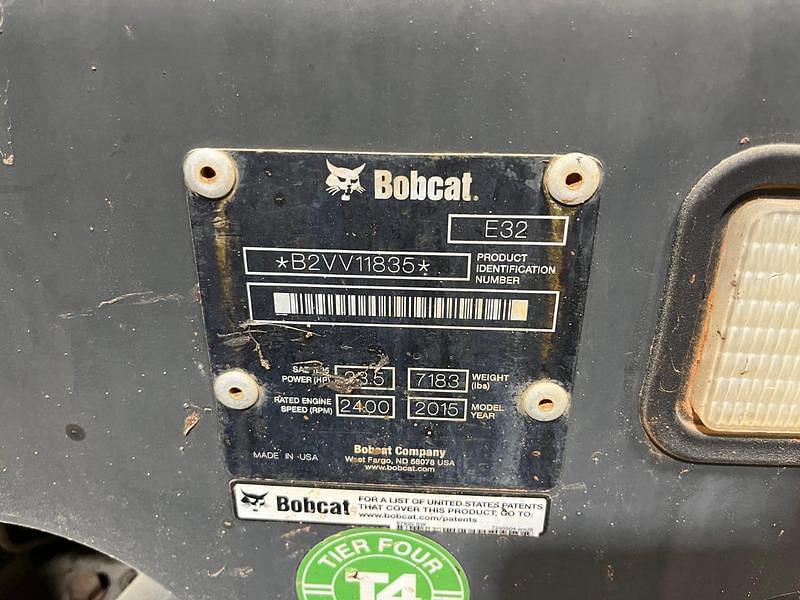 Bobcat.
E32
*B2VV11835*
PRODUCT
IDENTIFICATION
NUMBER
POWER (HP)
7183
WEIGHT
(lbs)
RATED ENGINE
SPEED (RPM)
2400
2015
MODEL
YEAR
Bobcat Company
West Fargo, ND 58078 USA
www.bobcat.com
MADE IN USA
Bobcat
FOR A LIST OF UNITED STATES PATENTS
THAT COVER THIS PRODUCT, GO TO:
www.bobcat.com/patents
TIER FOUR
T4